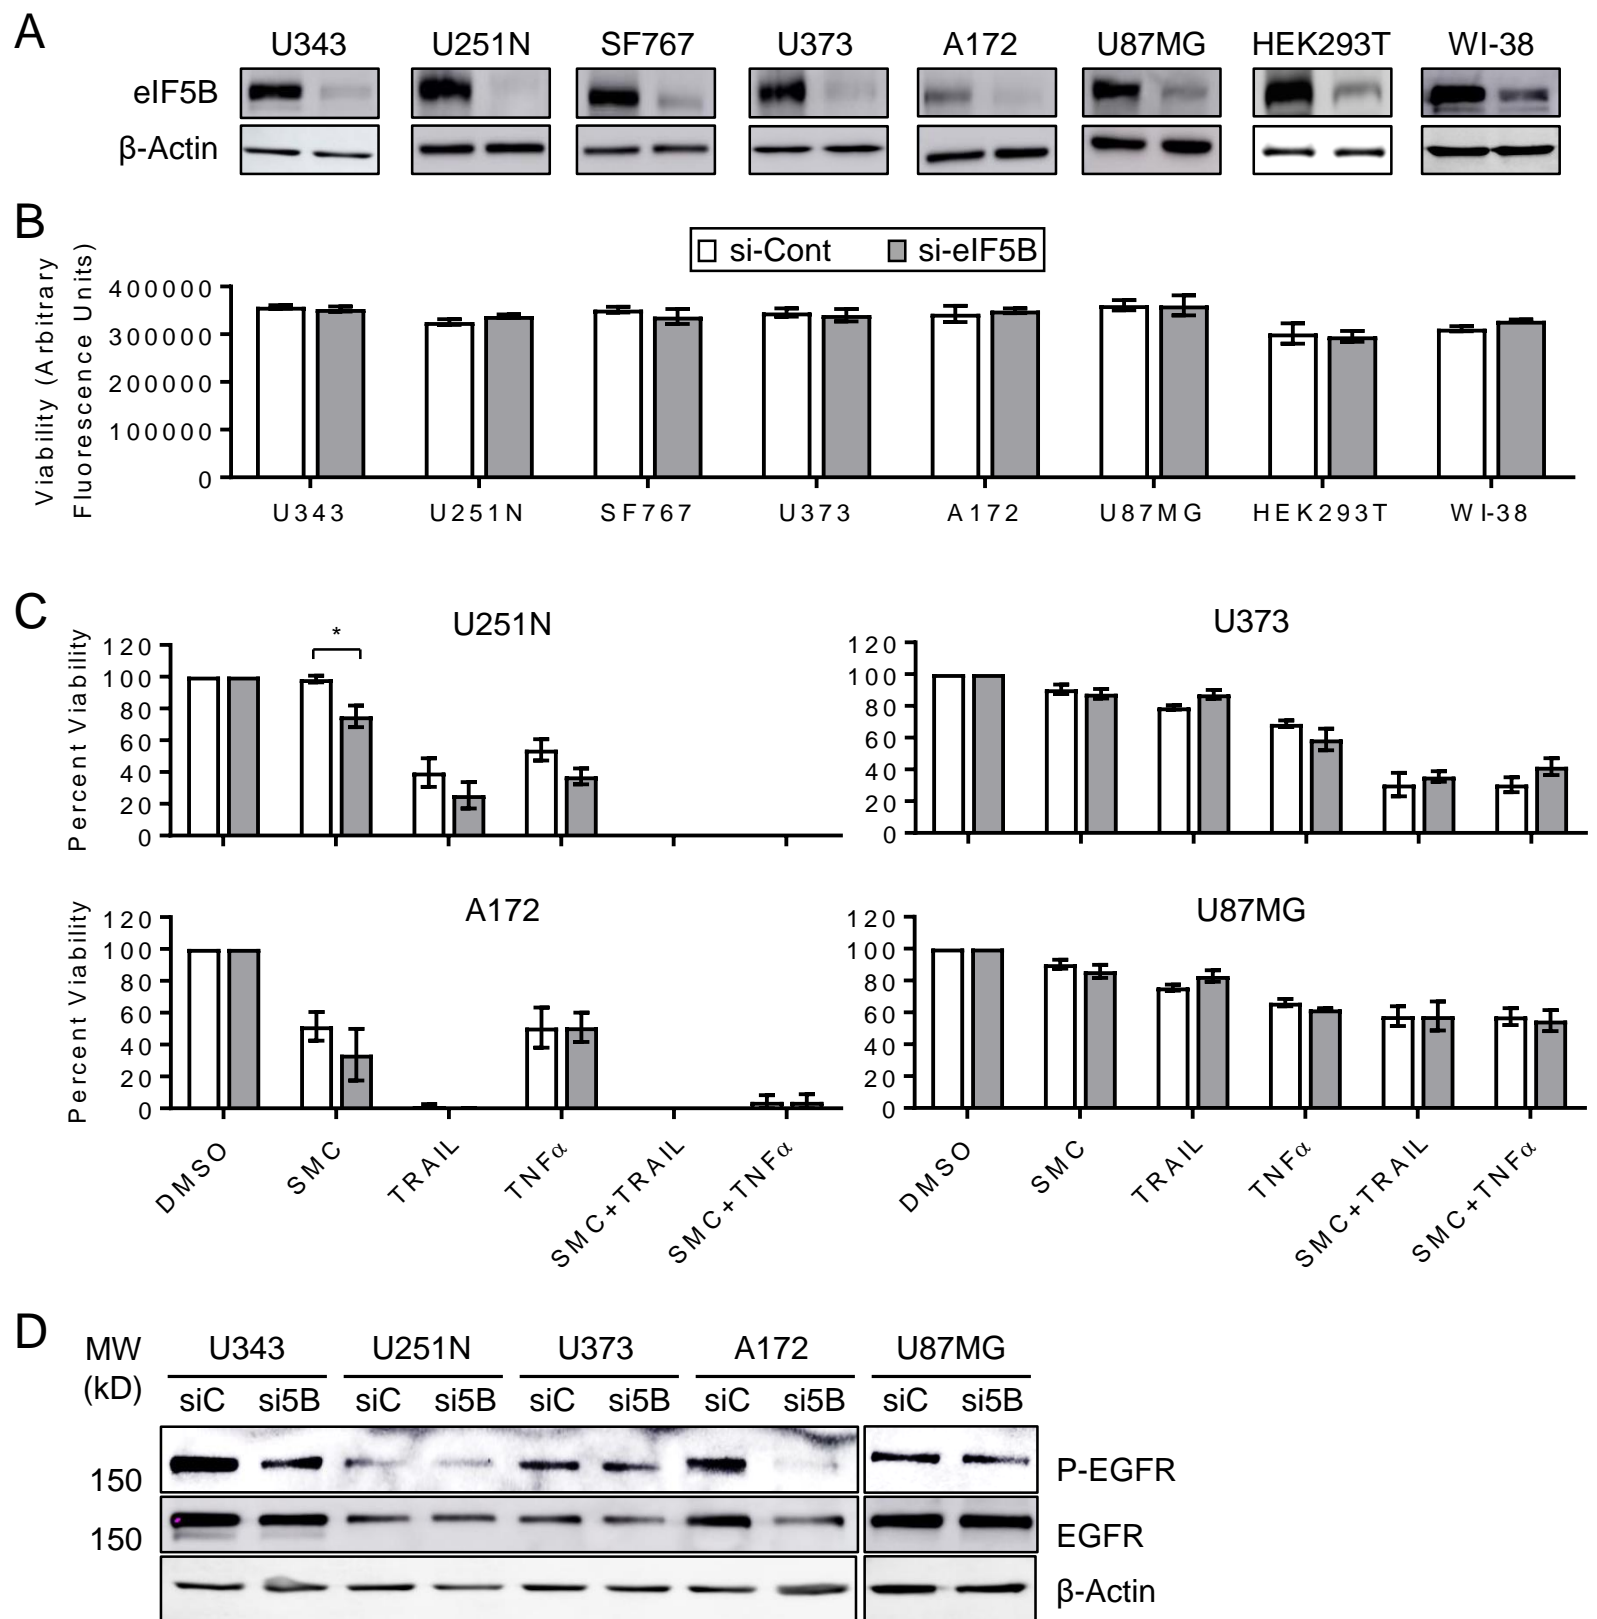 A
U343 U251N SF767 U373 A172 U87MG HEK293T WI-38
eIF5B
β-Actin
B
si-Cont si-eIF5B
Viability (Arbitrary
Fluorescence Units)
400000
300000
200000
100000
0
U343 U251N SF767 U373 A172 U87MG HEK293T WI-38
C
U251N
*
Percent Viability
120
100
80
60
40
20
0
U373
120
100
80
60
40
20
0
A172
Percent Viability
120
100
80
60
40
20
0
DMSO
SMC
TRAIL
TNFα
SMC+TRAIL
SMC+TNFα
U87MG
120
100
80
60
40
20
0
DMSO
SMC
TRAIL
TNFα
SMC+TRAIL
SMC+TNFα
D
MW
(kD)
U343 U251N U373 A172 U87MG
siC si5B siC si5B siC si5B siC si5B siC si5B
150 P-EGFR
150 EGFR
β-Actin